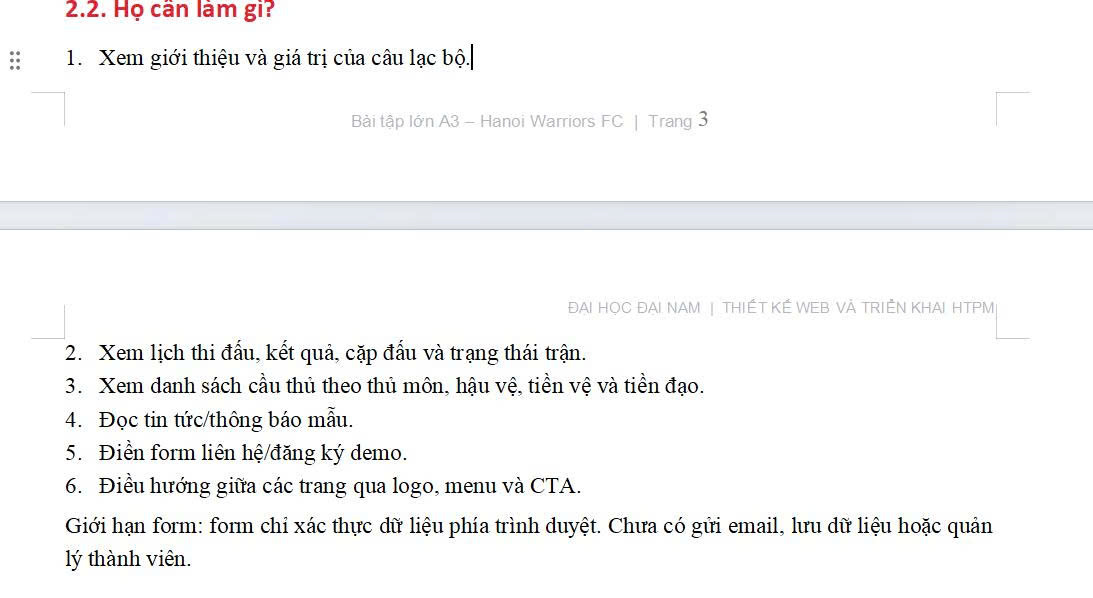 2.2. Họ cần làm gì?
1. Xem giới thiệu và giá trị của câu lạc bộ.
Bài tập lớn A3 – Hanoi Warriors FC | Trang 3
ĐẠI HỌC ĐẠI NAM | THIẾT KẾ WEB VÀ TRIỂN KHAI HTPM
2. Xem lịch thi đấu, kết quả, cặp đấu và trạng thái trận.
3. Xem danh sách cầu thủ theo thủ môn, hậu vệ, tiền vệ và tiền đạo.
4. Đọc tin tức/thông báo mẫu.
5. Điền form liên hệ/đăng ký demo.
6. Điều hướng giữa các trang qua logo, menu và CTA.
Giới hạn form: form chỉ xác thực dữ liệu phía trình duyệt. Chưa có gửi email, lưu dữ liệu hoặc quản
lý thành viên.